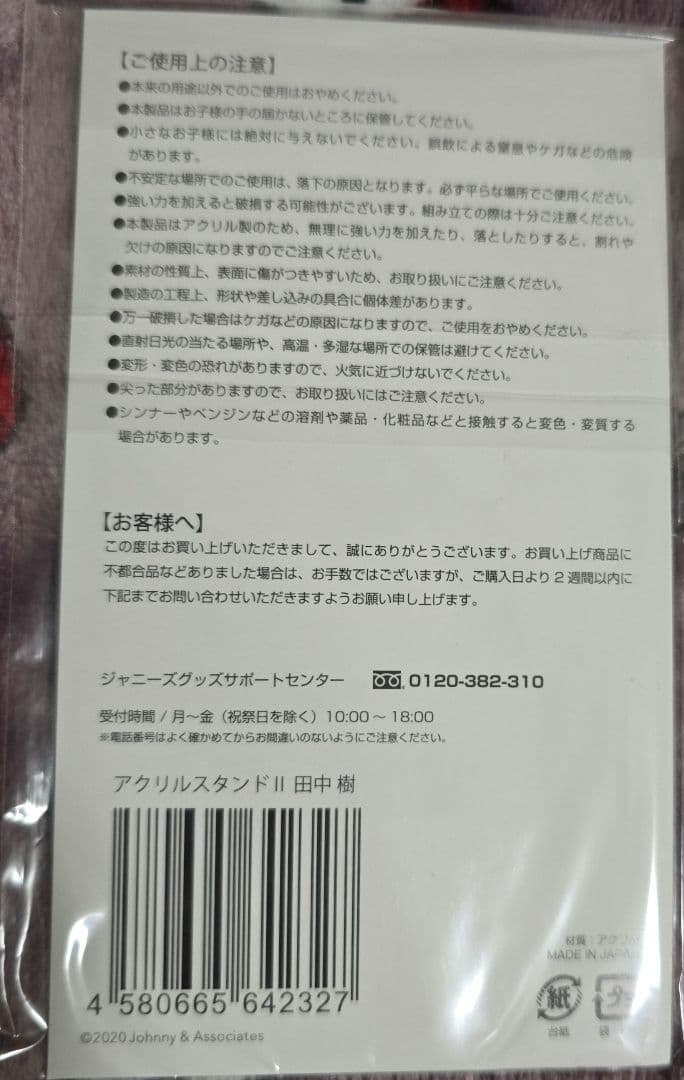 【ご使用上の注意】
●本来の用途以外でのご使用はおやめください。
●本製品はお子様の手の届かないところに保管してください。
●小さなお子様には絶対に与えないでください。誤飲による窒息やケガなどの危険
があります。
●不安定な場所でのご使用は、落下の原因となります。必ず平らな場所でご使用ください。
●強い力を加えると破損する可能性がございます。組み立ての際は十分ご注意ください。
●本製品はアクリル製のため、無理に強い力を加えたり、落としたりすると、割れや
欠けの原因になりますのでご注意ください。
●素材の性質上、表面に傷がつきやすいため、お取り扱いにご注意ください。
●製造の工程上、形状や差し込みの具合に個体差があります。
●万一破損した場合はケガなどの原因になりますので、ご使用をおやめください。
●直射日光の当たる場所や、高温・多湿な場所での保管は避けてください。
●変形・変色の恐れがありますので、火気に近づけないでください。
●尖った部分がありますので、お取り扱いにはご注意ください。
●シンナーやベンジンなどの溶剤や薬品・化粧品などと接触すると変色・変質する
場合があります。
【お客様へ】
この度はお買い上げいただきまして、誠にありがとうございます。お買い上げ商品に
不都合品などありました場合は、お手数ではございますが、ご購入日より2週間以内に
下記までお問い合わせいただきますようお願い申し上げます。
ジャニーズグッズサポートセンター 0120-382-310
受付時間/月〜金（祝祭日を除く）10:00〜18:00
※電話番号はよく確かめてからお間違いのないようにご注意ください。
アクリルスタンドⅡ 田中 樹
4 580665 642327
©2020 Johnny & Associates
材質：アクリル
MADE IN JAPAN
紙 プラ
台紙 袋